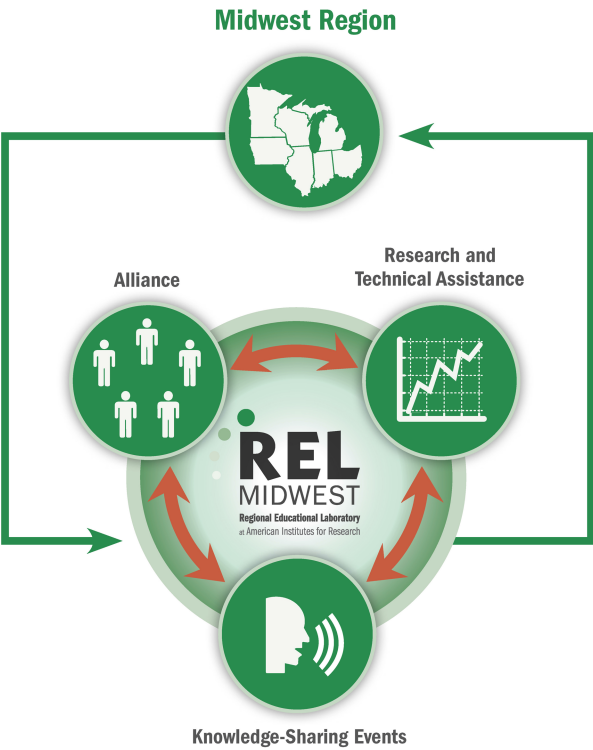 Midwest Region
Research and
Technical Assistance
Alliance
REL
MIDWEST
Regional Educational Laboratory
at American Institutes for Research
Knowledge-Sharing Events